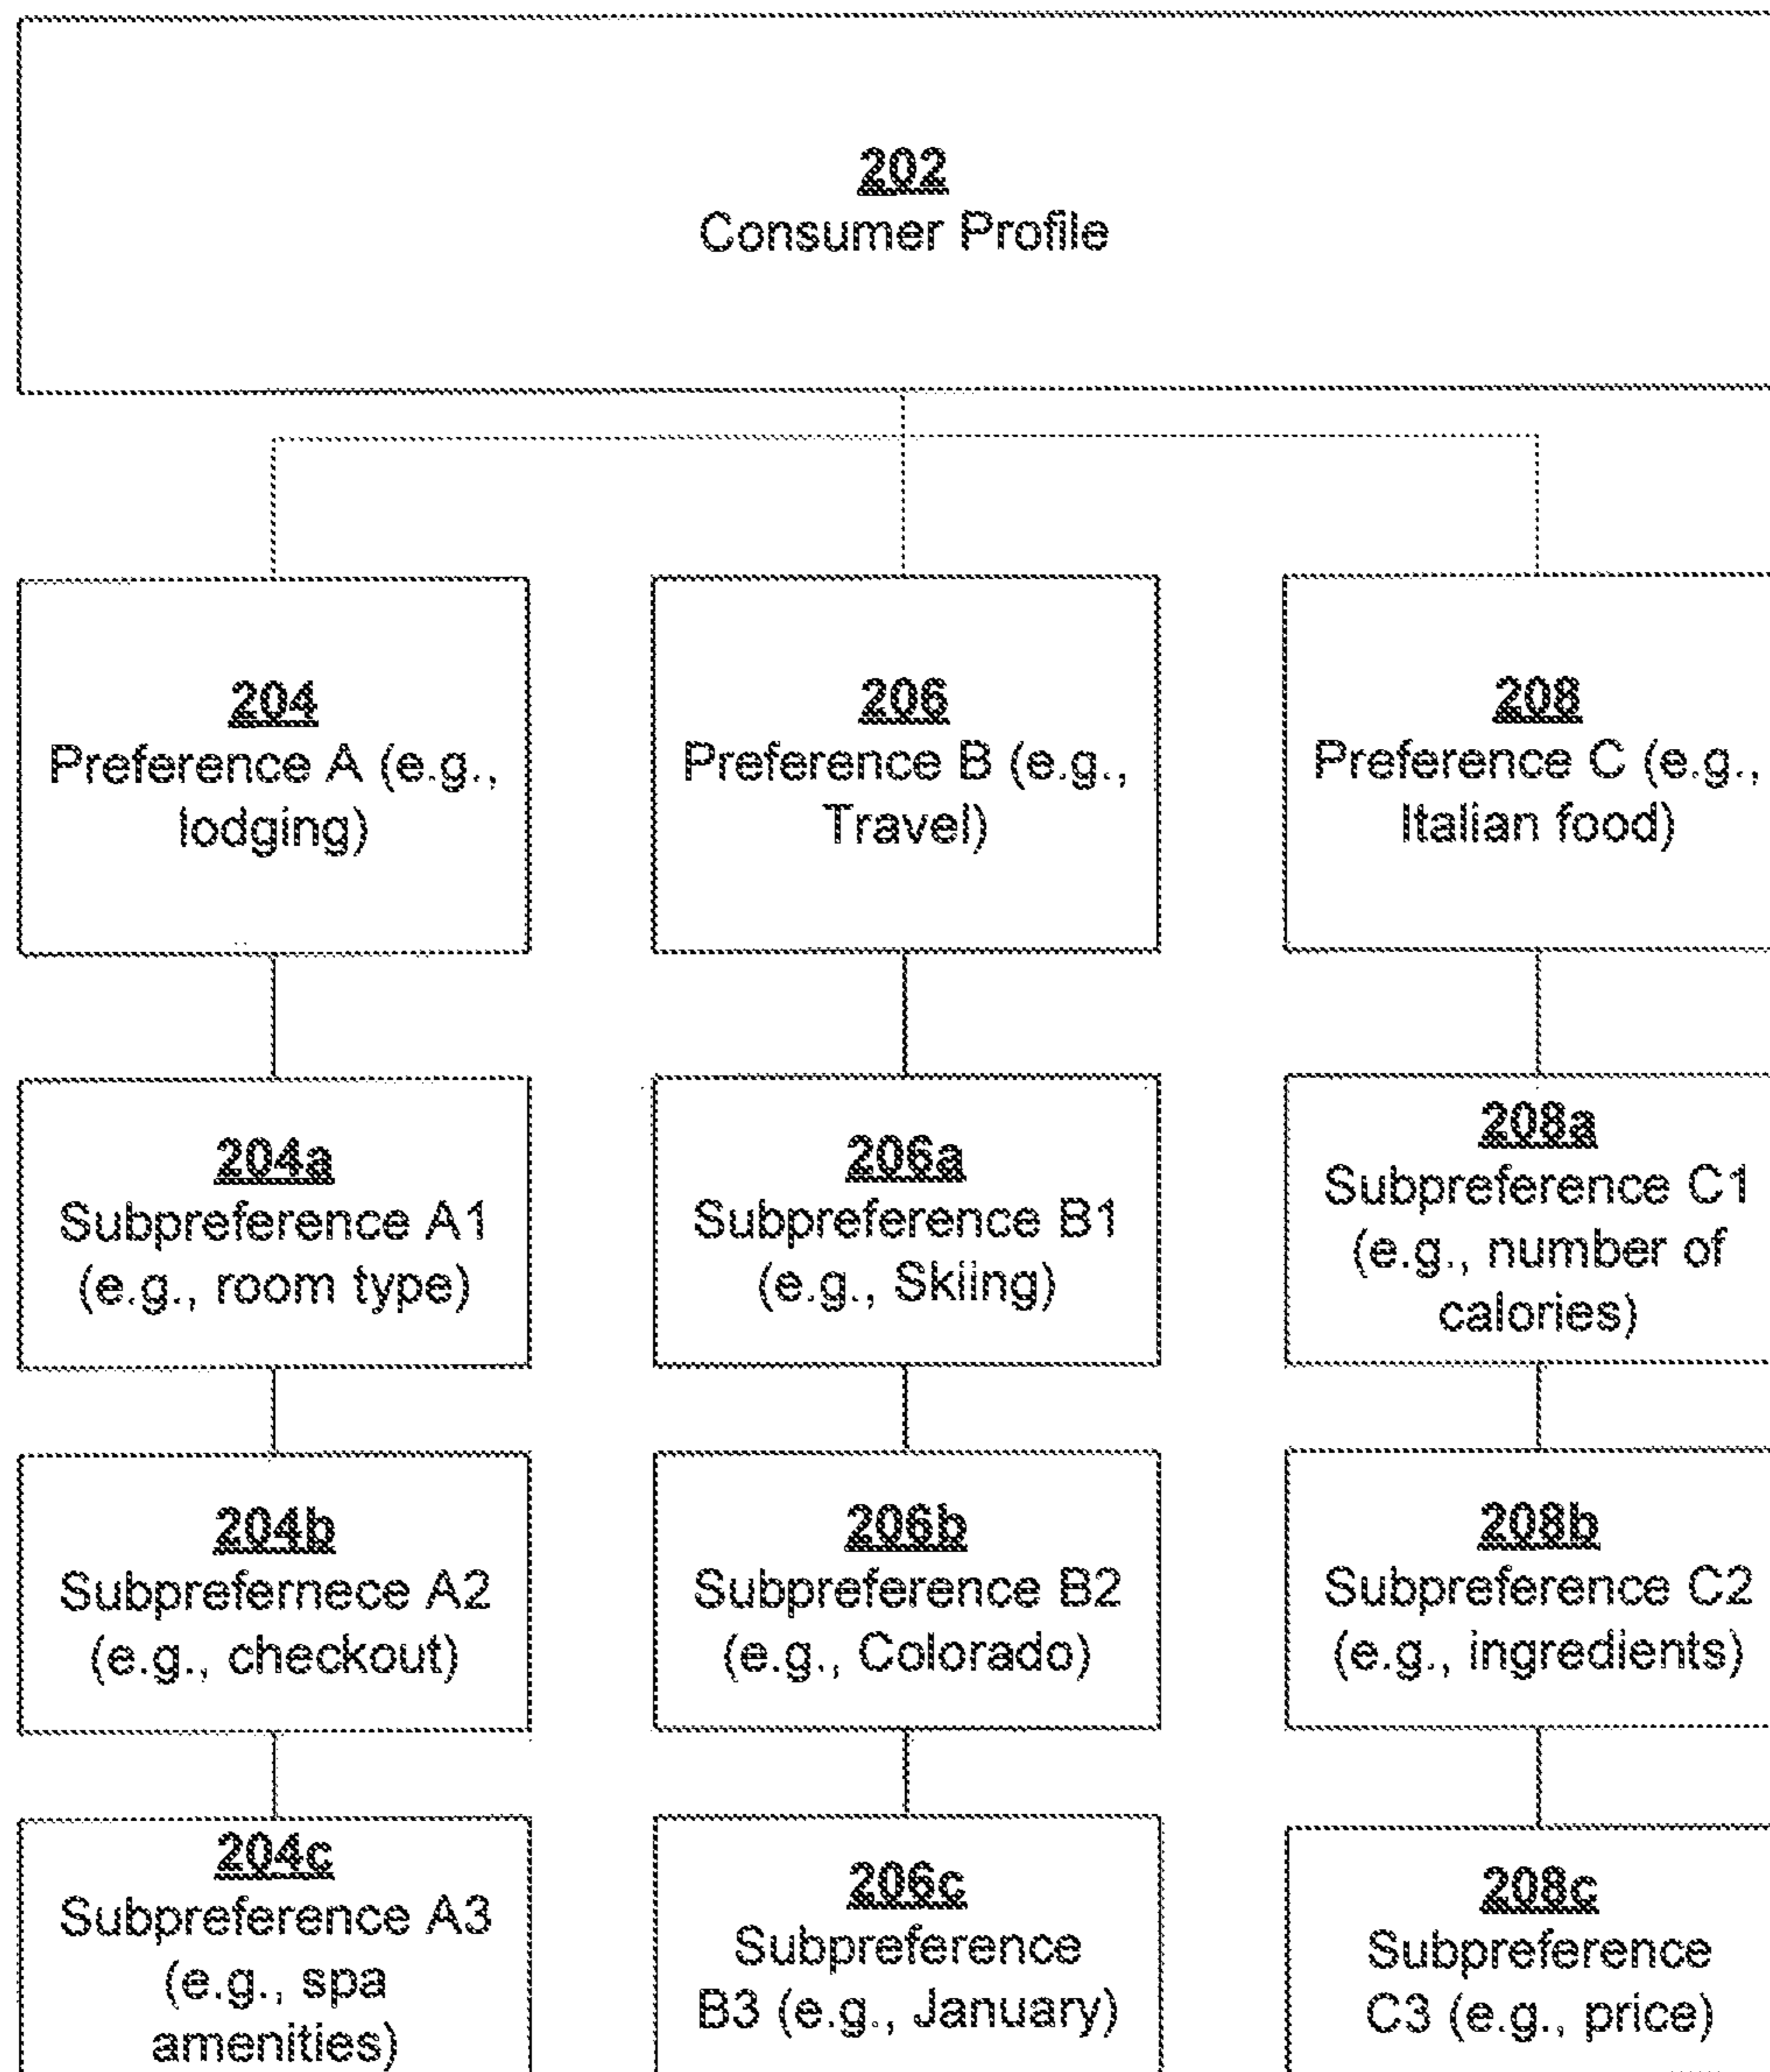 202
Consumer Profile
204
Preference A (e.g.,
lodging)
206
Preference B (e.g.,
Travel)
208
Preference C (e.g.,
Italian food)
204a
Subpreference A1
(e.g., room type)
206a
Subpreference B1
(e.g., Skiing)
208a
Subpreference C1
(e.g., number of
calories)
204b
Subprefernece A2
(e.g., checkout)
206b
Subpreference B2
(e.g., Colorado)
208b
Subpreference C2
(e.g., ingredients)
204c
Subpreference A3
(e.g., spa
amenities)
206c
Subpreference
B3 (e.g., January)
208c
Subpreference
C3 (e.g., price)